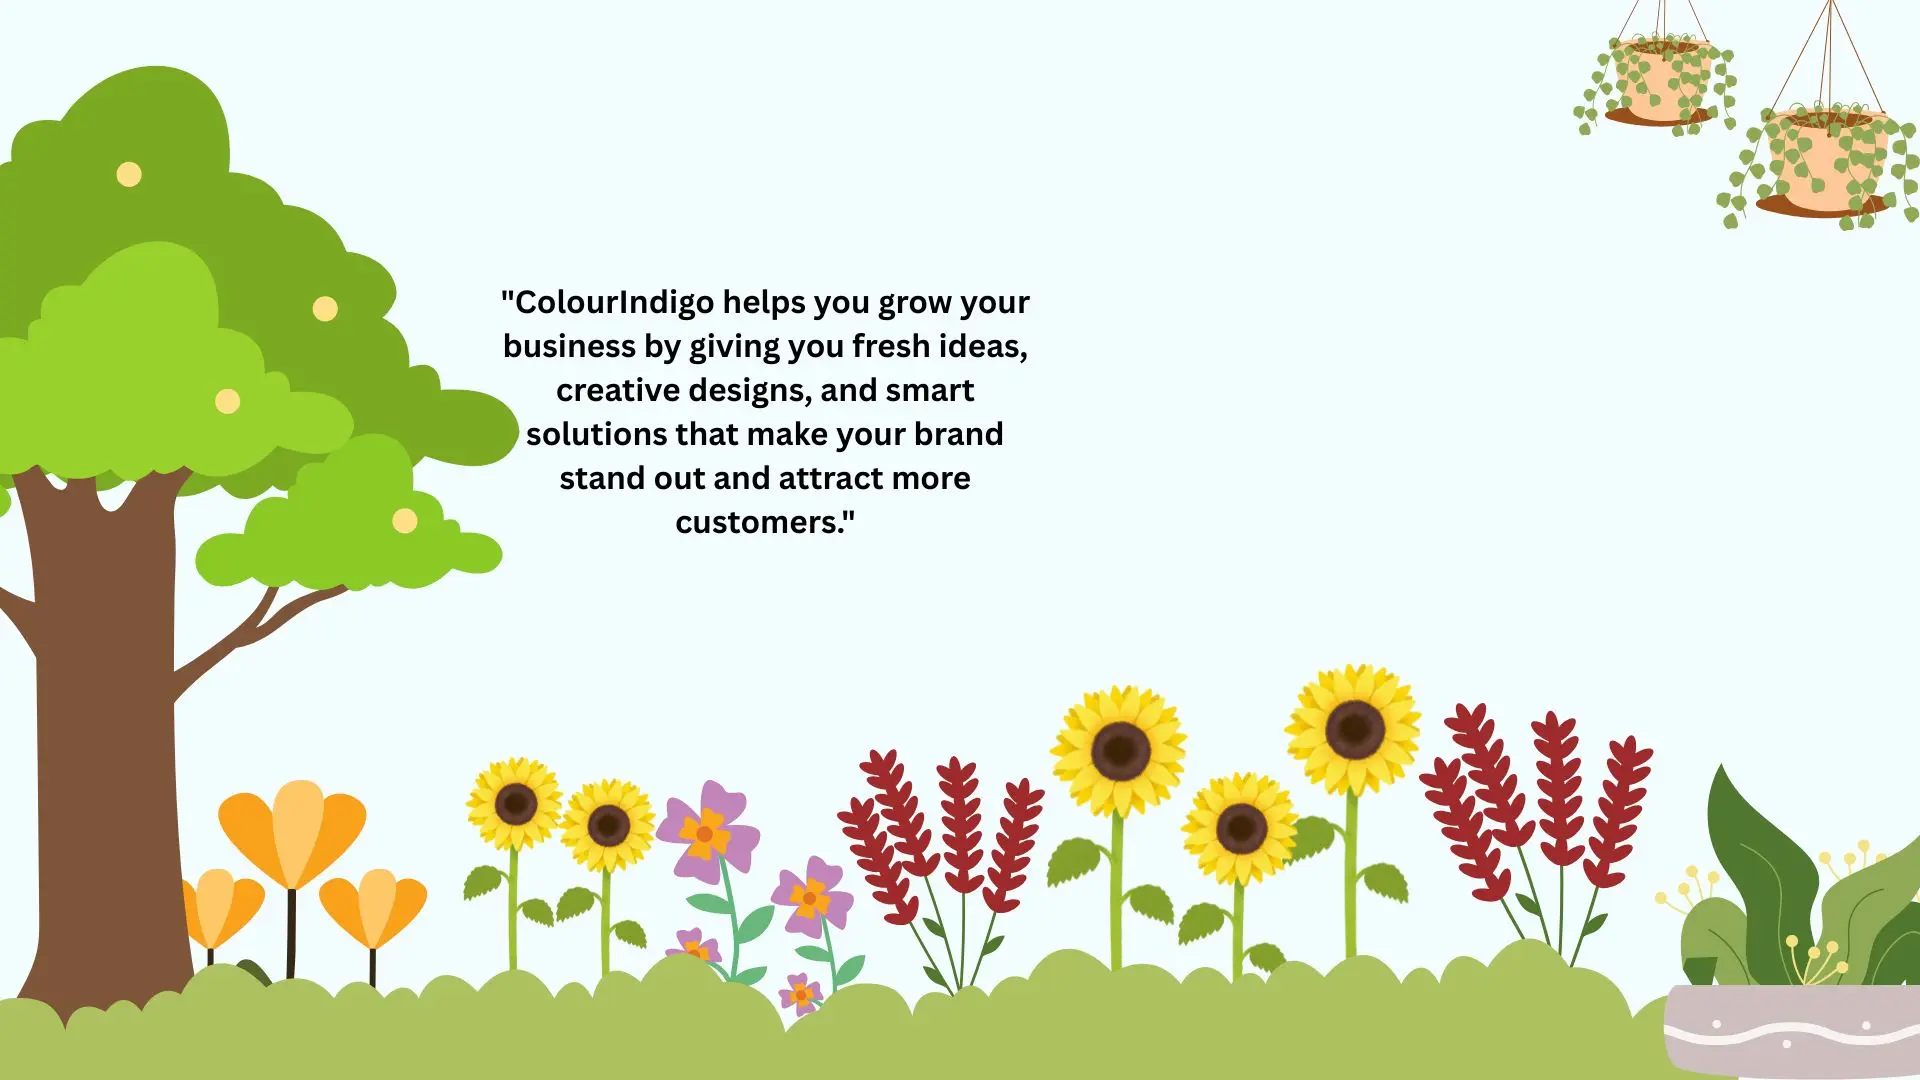 "ColourIndigo helps you grow your
business by giving you fresh ideas,
creative designs, and smart
solutions that make your brand
stand out and attract more
customers."